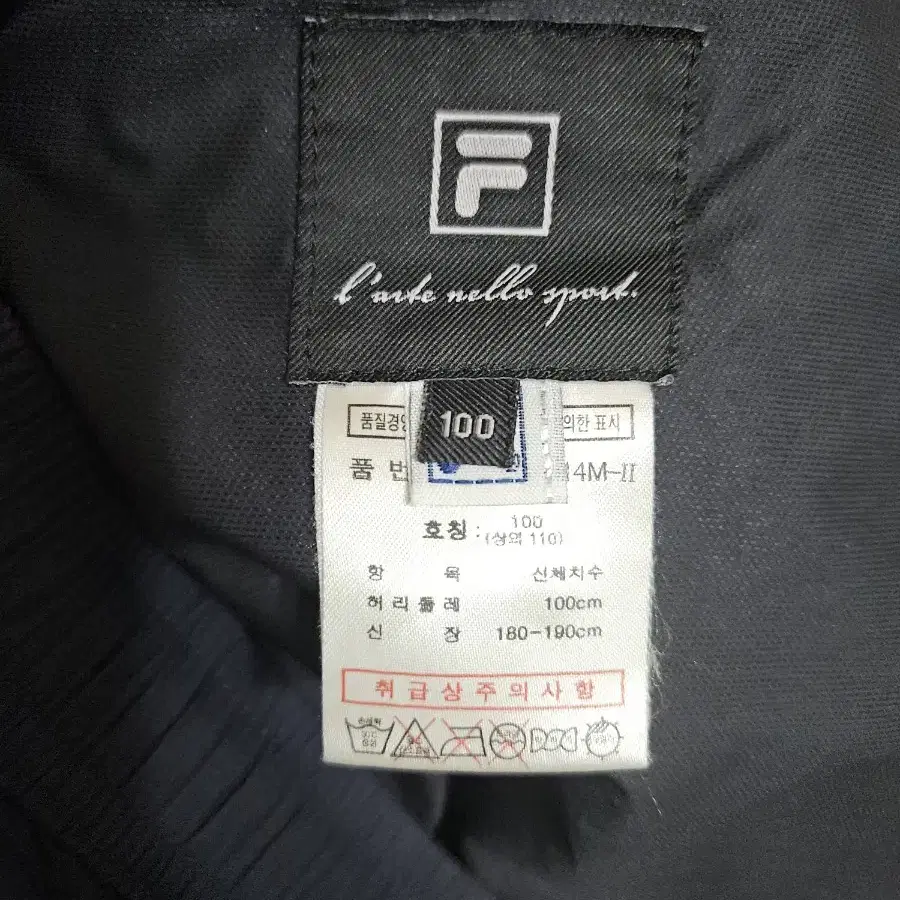 F
l'arte nello sport.
100
품질경 의한 표시
품 번 14M-II
호칭 : 100
(상의 110)
항 목 신체치수
허리둘레 100cm
신 장 180-190cm
취급상주의사항